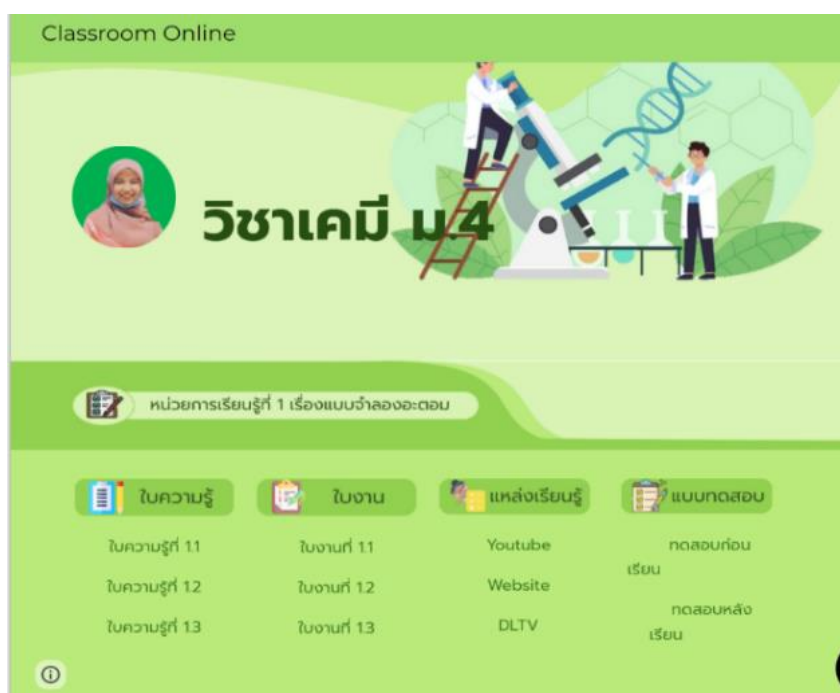 Classroom Online
วิชาเคมี ม.4
หน่วยการเรียนรู้ที่ 1 เรื่องแบบจำลองอะตอม
ใบความรู้
ใบความรู้ที่ 1.1
ใบความรู้ที่ 1.2
ใบความรู้ที่ 1.3
ใบงาน
ใบงานที่ 1.1
ใบงานที่ 1.2
ใบงานที่ 1.3
แหล่งเรียนรู้
Youtube
Website
DLTV
แบบทดสอบ
ทดสอบก่อน
เรียน
ทดสอบหลัง
เรียน